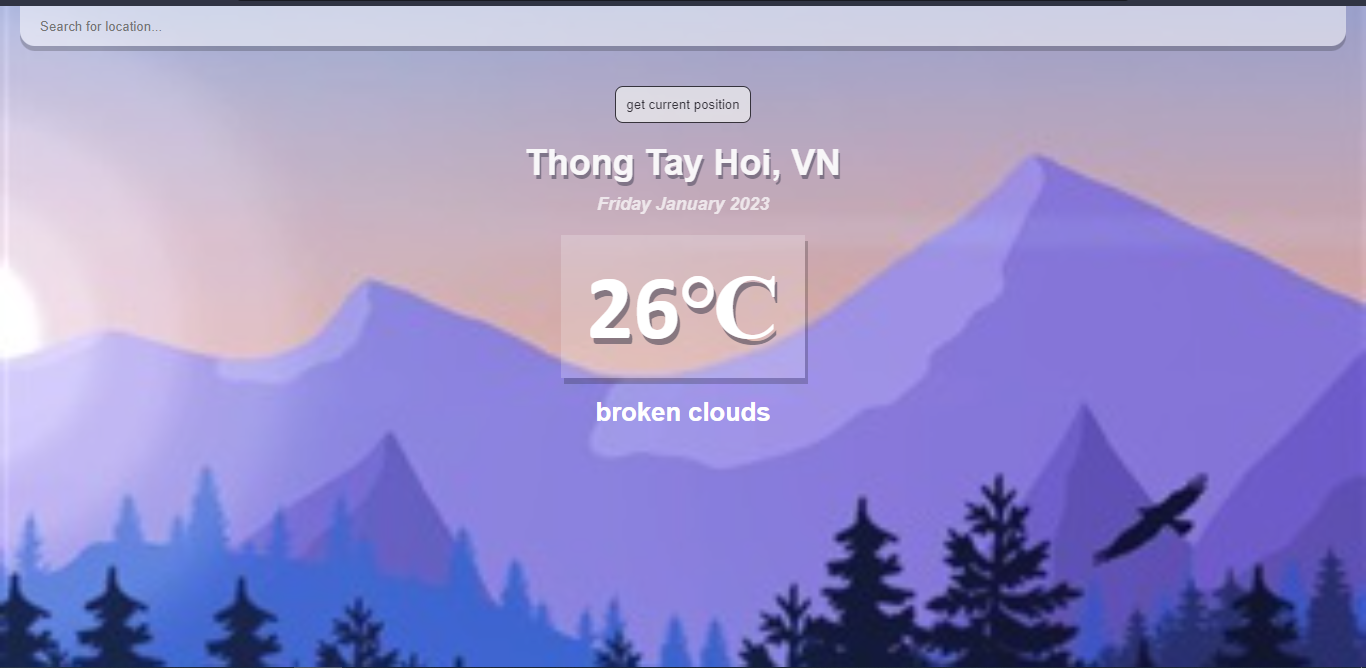 Search for location...
get current position
Thong Tay Hoi, VN
Friday January 2023
26°C
broken clouds